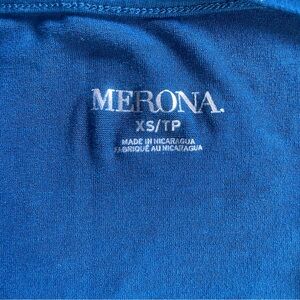 MERONA.
XS/TP
MADE IN NICARAGUA
FABRIQUÉ AU NICARAGUA